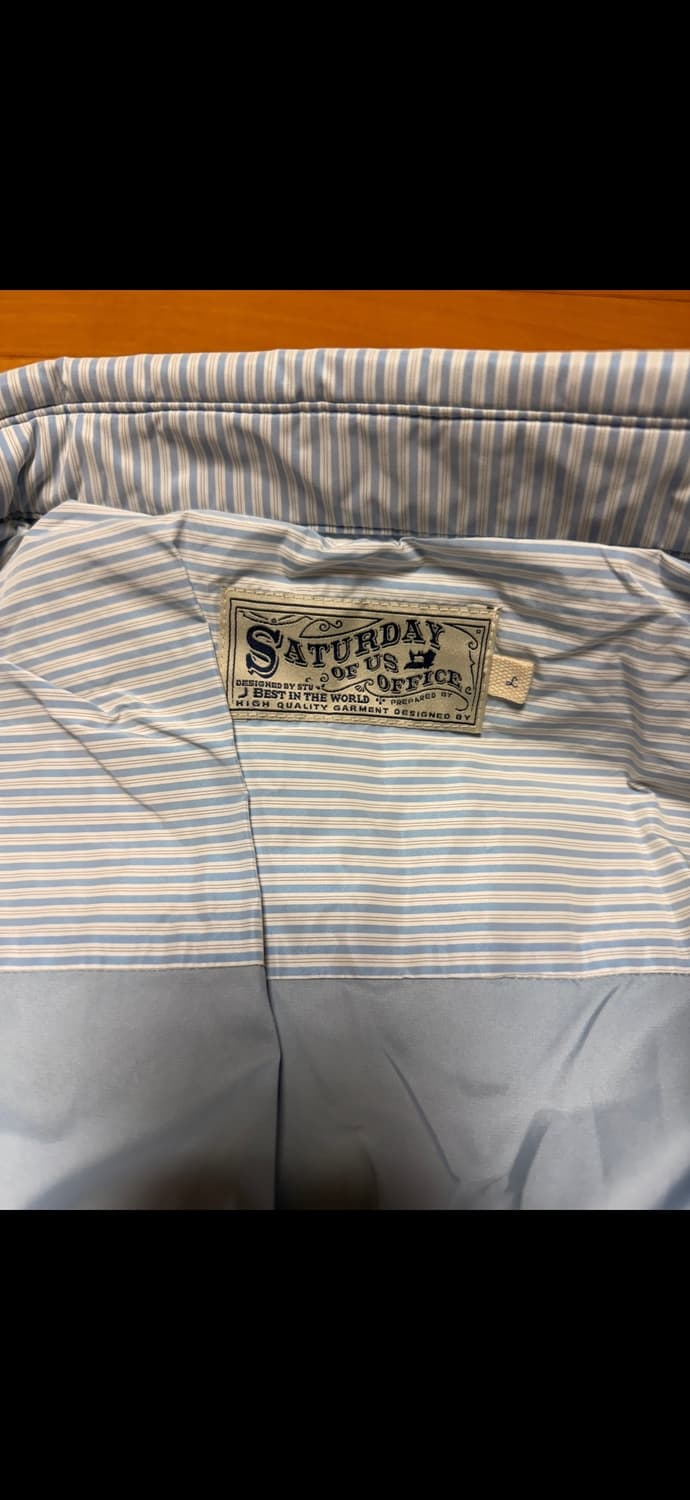 SATURDAY
OF US
OFFICE
DESIGNED BY STU
BEST IN THE WORLD
PREPARED BY
HIGH QUALITY GARMENT DESIGNED BY
L